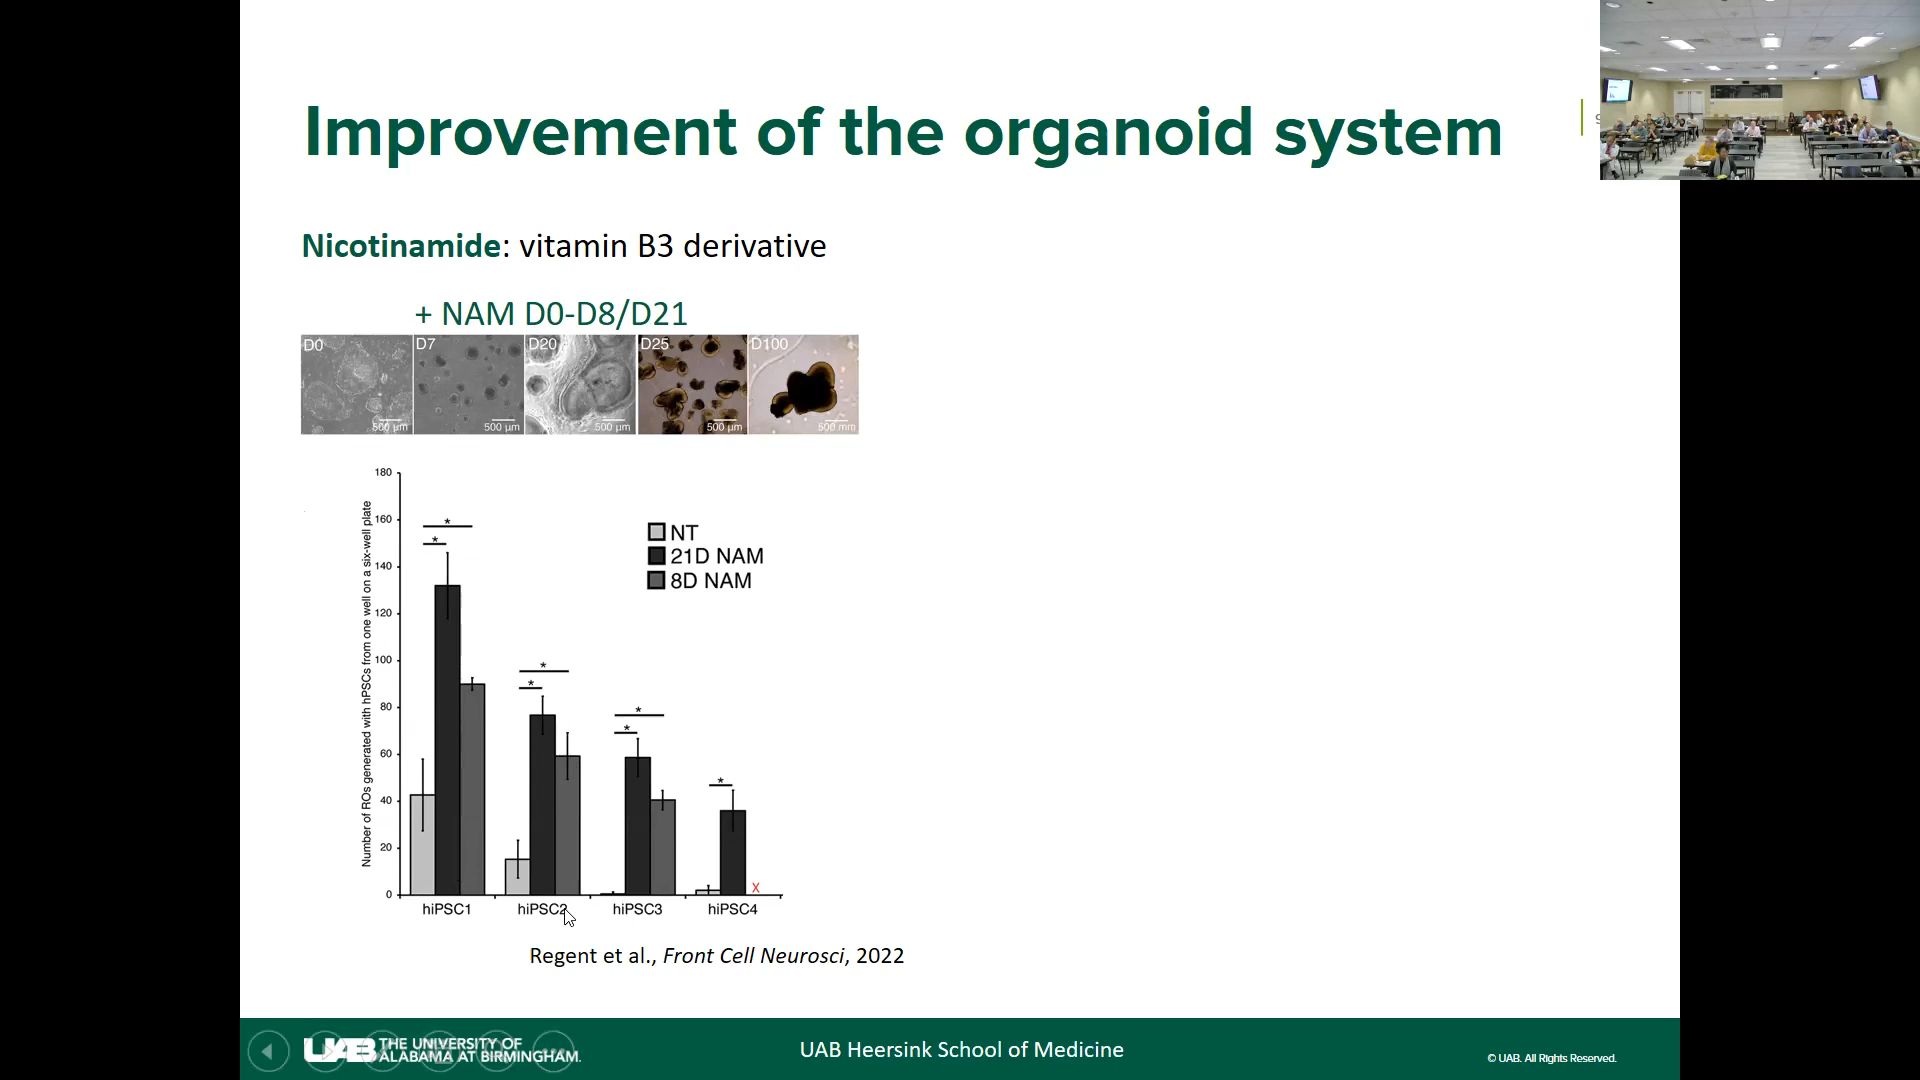 Improvement of the organoid system
Nicotinamide: vitamin B3 derivative
+ NAM D0-D8/D21
D0 D7 D20 D25 D100
500 µm 500 µm 500 µm 500 µm 500 mm
Number of ROs generated with hPSCs from one well on a six-well plate
180
160
140
120
100
80
60
40
20
0
* *
* *
* *
*
X
NT
21D NAM
8D NAM
hiPSC1 hiPSC2 hiPSC3 hiPSC4
Regent et al., Front Cell Neurosci, 2022
UAB THE UNIVERSITY OF
ALABAMA AT BIRMINGHAM.
UAB Heersink School of Medicine
© UAB. All Rights Reserved.